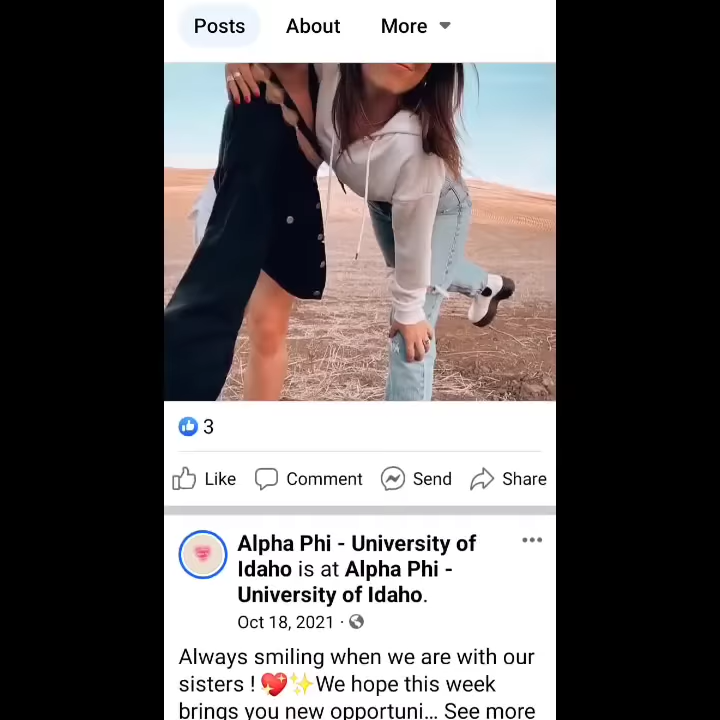 Posts About More
3
Like Comment Send Share
Alpha Phi - University of
Idaho is at Alpha Phi -
University of Idaho.
Oct 18, 2021 ·
Always smiling when we are with our
sisters ! 💖✨We hope this week
brings you new opportuni... See more